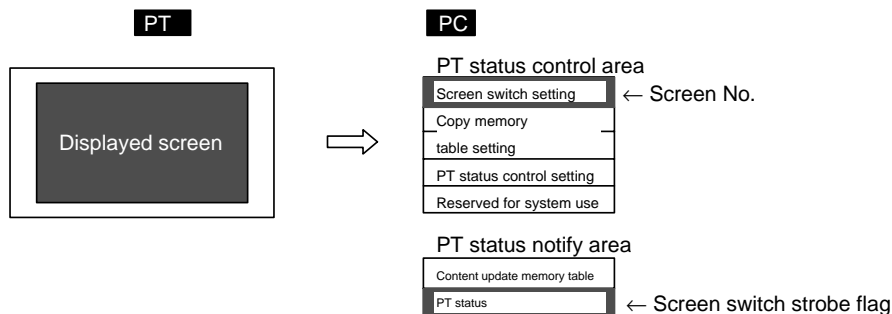 PT
PC
Displayed screen
PT status control area
Screen switch setting
← Screen No.
Copy memory
table setting
PT status control setting
Reserved for system use
PT status notify area
Content update memory table
PT status
← Screen switch strobe flag